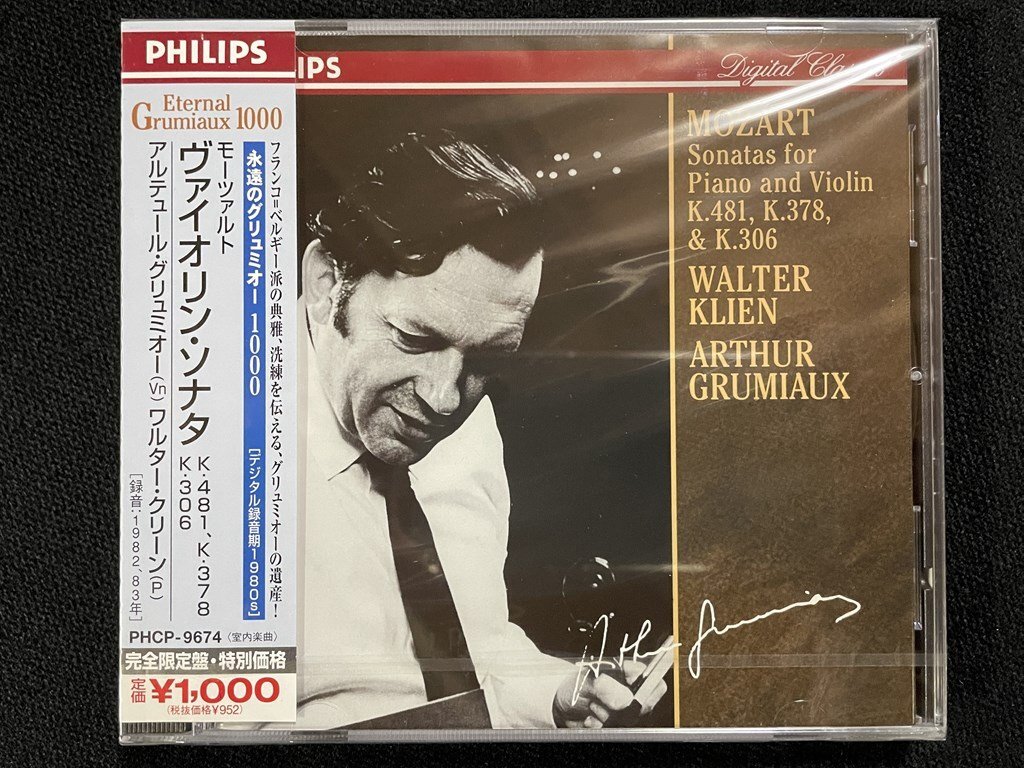 PHILIPS
Eternal
Grumiaux 1000
フランコ＝ベルギー派の典雅、洗練を伝える、グリュミオーの遺産！
永遠のグリュミオー 1000 [デジタル録音期1980s]
モーツァルト
ヴァイオリン・ソナタ K.481、K.378
K.306
アルテュール・グリュミオー(Vn) ワルター・クリーン(P)
[録音:1982、83年]
PHCP-9674 (室内楽曲)
完全限定盤・特別価格
定価 ¥1,000
(税抜価格¥952)
IPS
Digital Classics
MOZART
Sonatas for
Piano and Violin
K.481, K.378,
& K.306
WALTER
KLIEN
ARTHUR
GRUMIAUX
Arthur Grumiaux